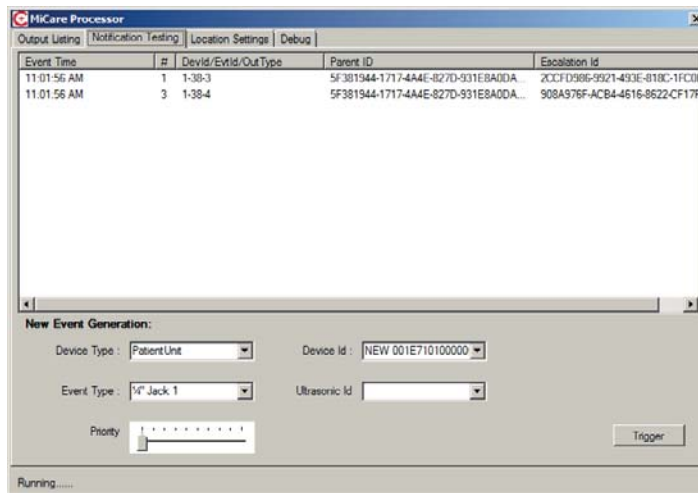 MiCare Processor
Output Listing Notification Testing Location Settings Debug
Event Time # DevId/EvtId/OutType Parent ID Escalation Id
11:01:56 AM 1 1-38-3 5F381944-1717-4A4E-827D-931E8A0DA... 2CCFD986-9921-493E-818C-1FC0
11:01:56 AM 3 1-38-4 5F381944-1717-4A4E-827D-931E8A0DA... 908A976F-ACB4-4616-8622-CF17F
New Event Generation:
Device Type : PatientUnit Device Id : NEW 001E710100000
Event Type : ¼" Jack 1 Ultrasonic Id
Priority
Trigger
Running......